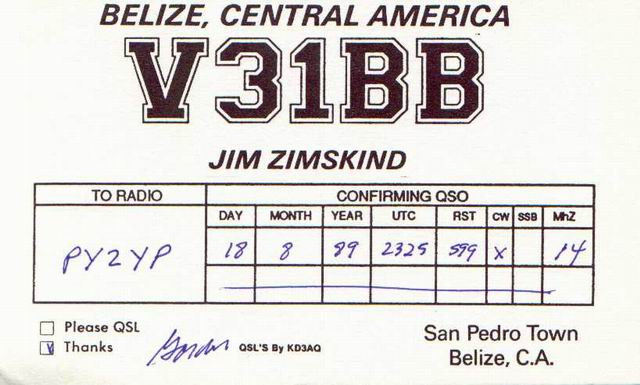 BELIZE, CENTRAL AMERICA
V31BB
JIM ZIMSKIND
TO RADIO CONFIRMING QSO
DAY MONTH YEAR UTC RST CW SSB MhZ
PY2YP 18 8 89 2325 599 X 14
Please QSL
Thanks
QSL'S By KD3AQ
San Pedro Town
Belize, C.A.